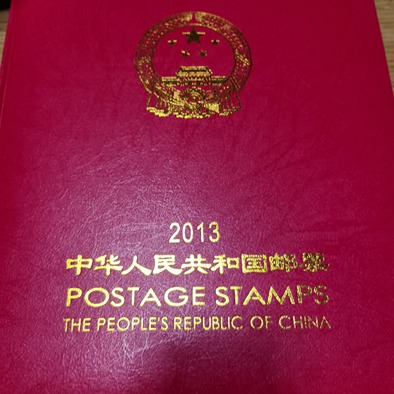 2013
中华人民共和国邮票
POSTAGE STAMPS
THE PEOPLE'S REPUBLIC OF CHINA